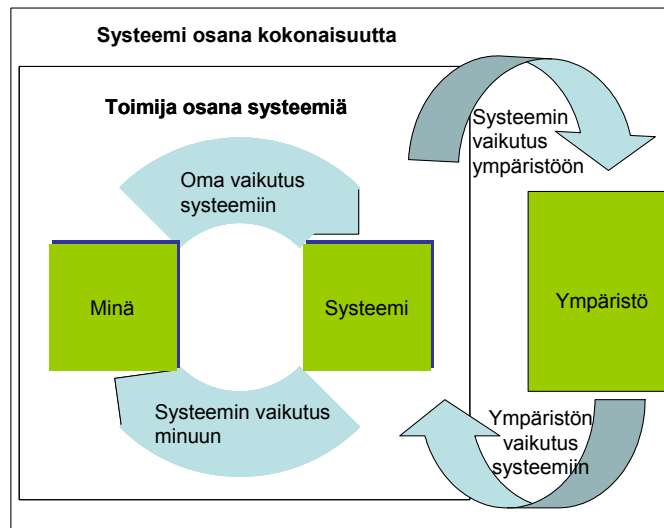 Systeemi osana kokonaisuutta
Toimija osana systeemiä
Systeemin
vaikutus
ympäristöön
Oma vaikutus
systeemiin
Minä
Systeemi
Ympäristö
Systeemin vaikutus
minuun
Ympäristön
vaikutus
systeemiin